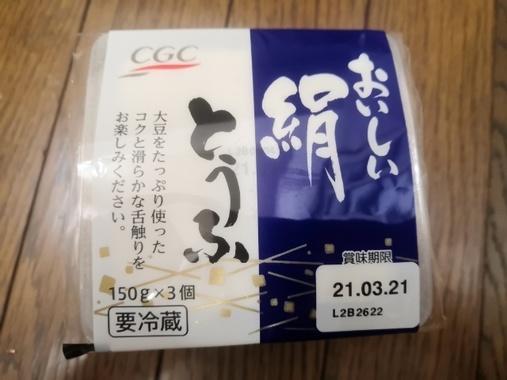 CGC
おいしい
絹
とうふ
大豆をたっぷり使った
コクと滑らかな舌触りを
お楽しみください。
150g×3個
要冷蔵
賞味期限
21.03.21
L2B2622